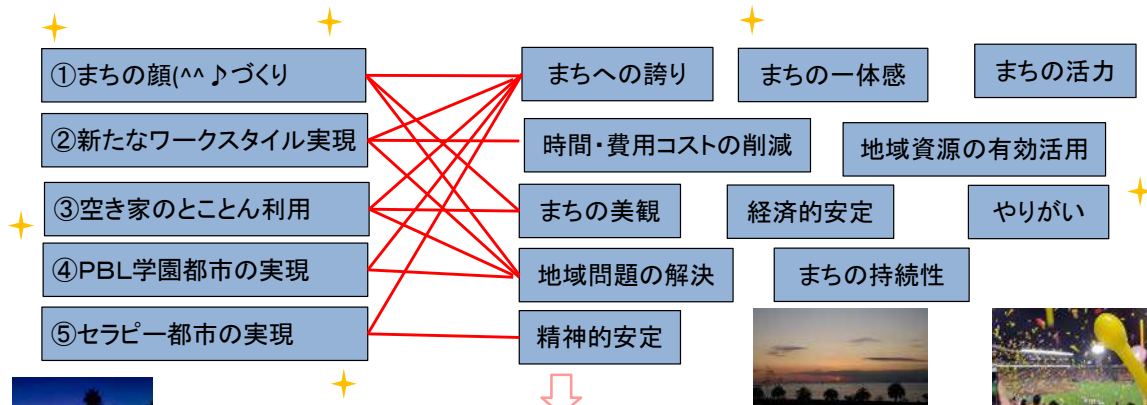 ①まちの顔(^^♪づくり
②新たなワークスタイル実現
③空き家のとことん利用
④PBL学園都市の実現
⑤セラピー都市の実現
まちへの誇り
まちの一体感
まちの活力
時間・費用コストの削減
地域資源の有効活用
まちの美観
経済的安定
やりがい
地域問題の解決
まちの持続性
精神的安定